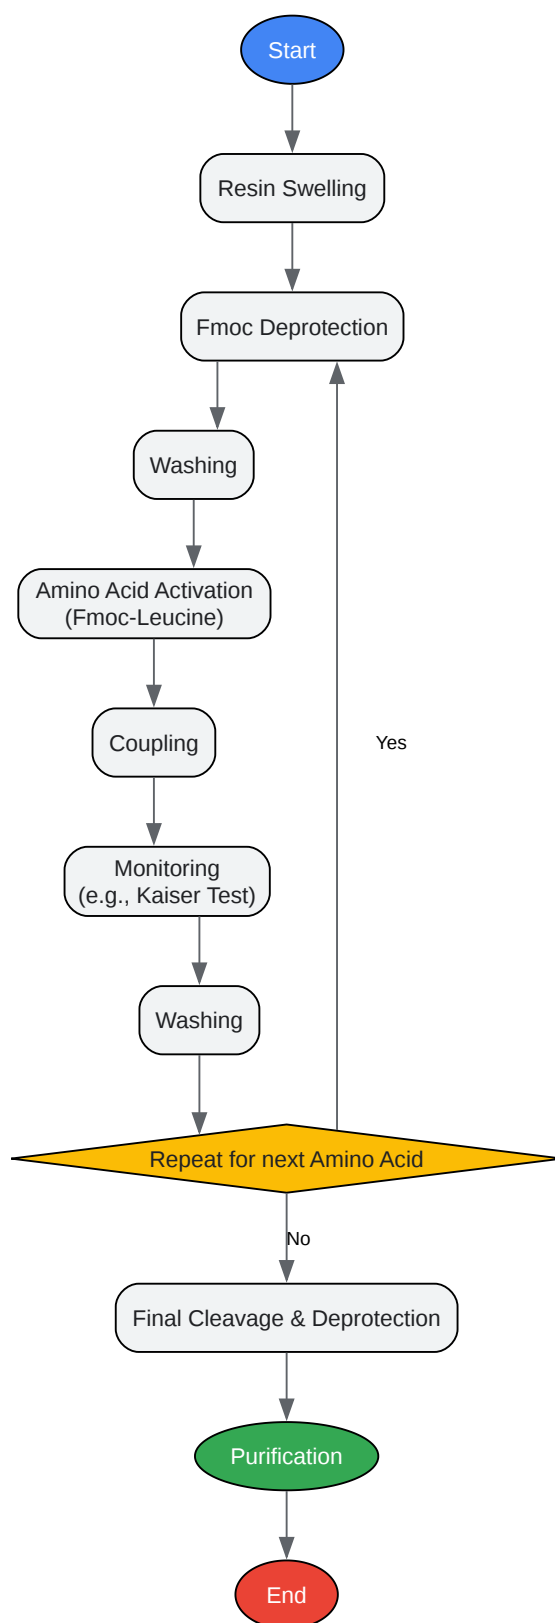 Start
Resin Swelling
Fmoc Deprotection
Washing
Amino Acid Activation
(Fmoc-Leucine)
Coupling
Yes
Monitoring
(e.g., Kaiser Test)
Washing
Repeat for next Amino Acid
No
Final Cleavage & Deprotection
Purification
End